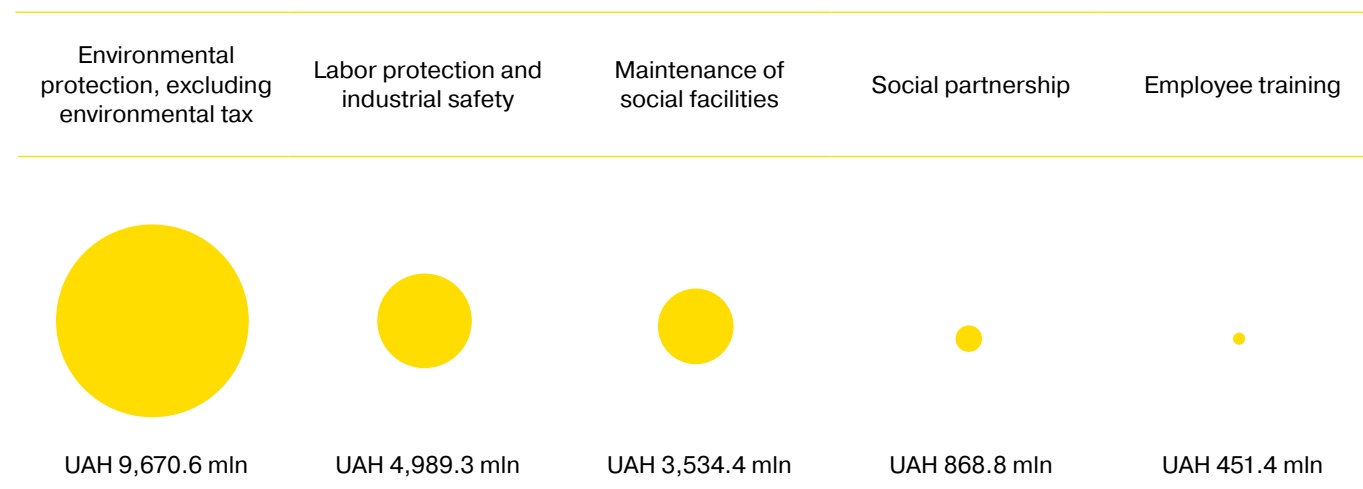 Environmental
protection, excluding
environmental tax
Labor protection and
industrial safety
Maintenance of
social facilities
Social partnership
Employee training
UAH 9,670.6 mln
UAH 4,989.3 mln
UAH 3,534.4 mln
UAH 868.8 mln
UAH 451.4 mln